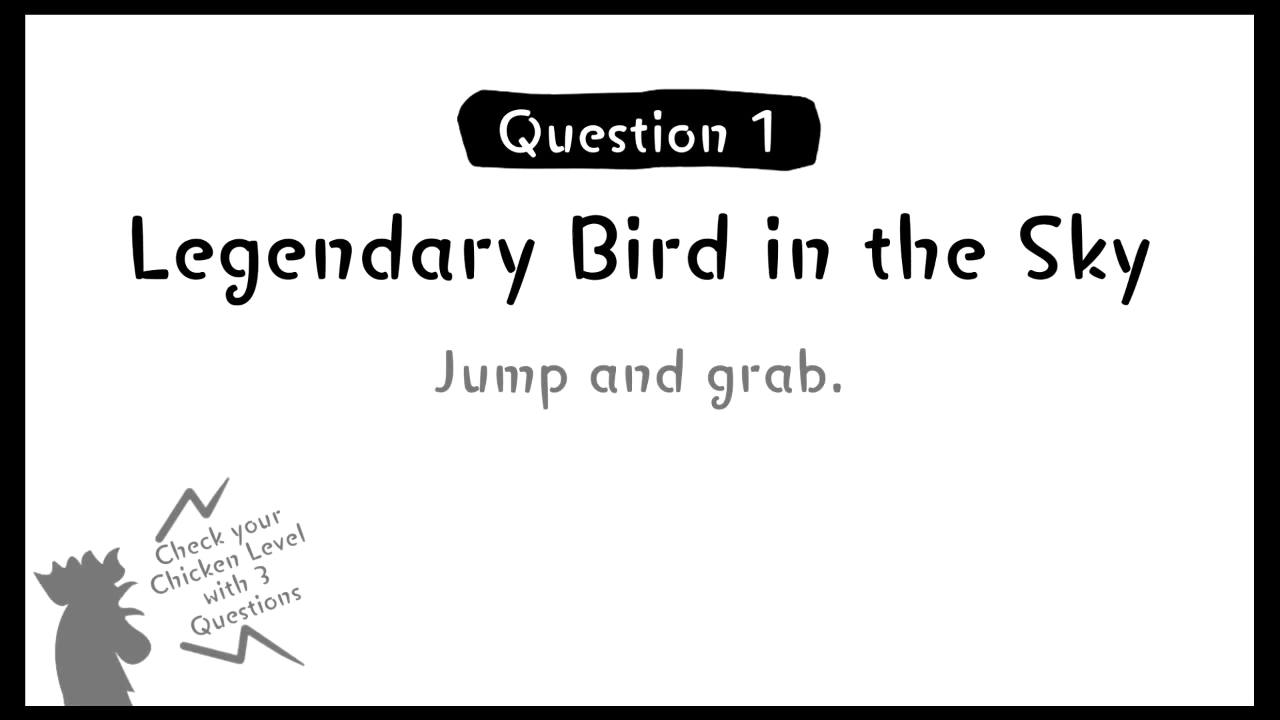 Question 1
Legendary Bird in the Sky
Jump and grab.
Check your
Chicken Level
with 3
Questions